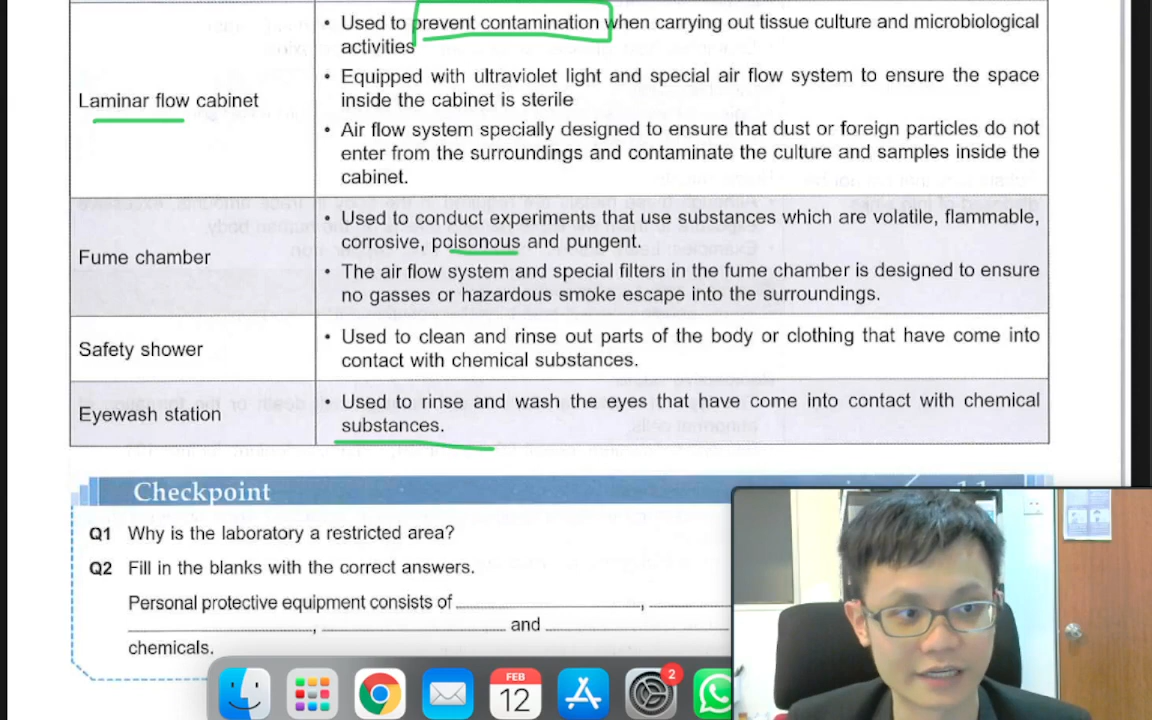 • Used to prevent contamination when carrying out tissue culture and microbiological
activities
• Equipped with ultraviolet light and special air flow system to ensure the space
inside the cabinet is sterile
Laminar flow cabinet
• Air flow system specially designed to ensure that dust or foreign particles do not
enter from the surroundings and contaminate the culture and samples inside the
cabinet.
• Used to conduct experiments that use substances which are volatile, flammable,
corrosive, poisonous and pungent.
Fume chamber
• The air flow system and special filters in the fume chamber is designed to ensure
no gasses or hazardous smoke escape into the surroundings.
Safety shower
• Used to clean and rinse out parts of the body or clothing that have come into
contact with chemical substances.
Eyewash station
• Used to rinse and wash the eyes that have come into contact with chemical
substances.
Checkpoint
Q1 Why is the laboratory a restricted area?
Q2 Fill in the blanks with the correct answers.
Personal protective equipment consists of ,
, and
chemicals.
FEB
12
2